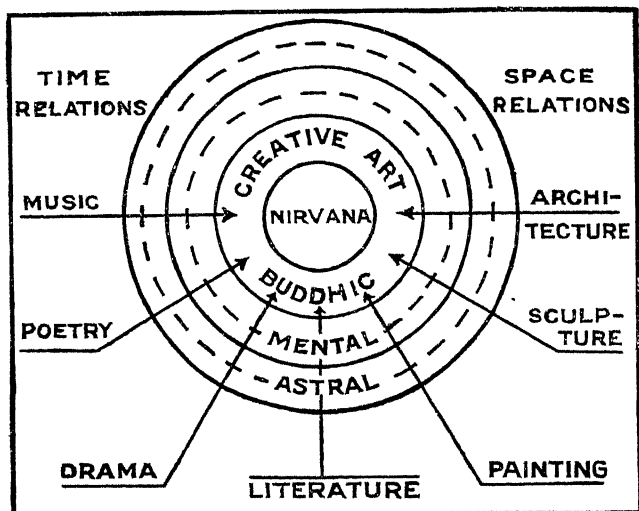 TIME
RELATIONS
SPACE
RELATIONS
CREATIVE ART
MUSIC
NIRVANA
ARCHI-
TECTURE
BUDDHIC
POETRY
SCULP-
TURE
MENTAL
ASTRAL
DRAMA
LITERATURE
PAINTING